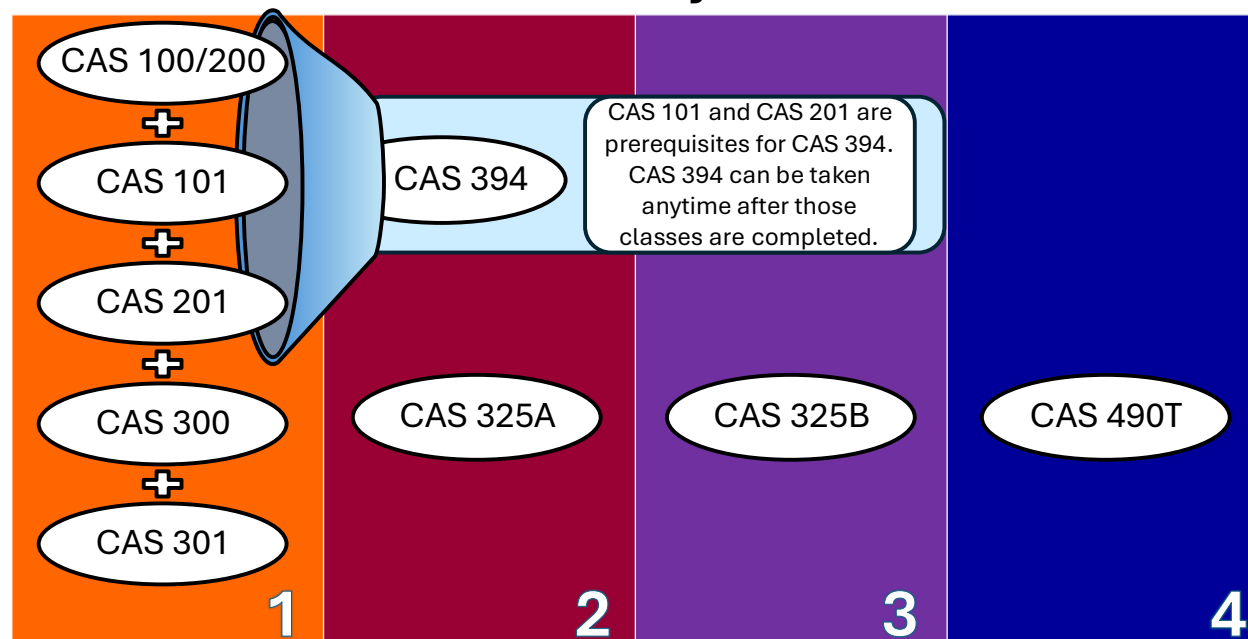 CAS 100/200
CAS 101
CAS 201
CAS 300
CAS 301
1
CAS 394
CAS 101 and CAS 201 are
prerequisites for CAS 394.
CAS 394 can be taken
anytime after those
classes are completed.
CAS 325A
2
CAS 325B
3
CAS 490T
4